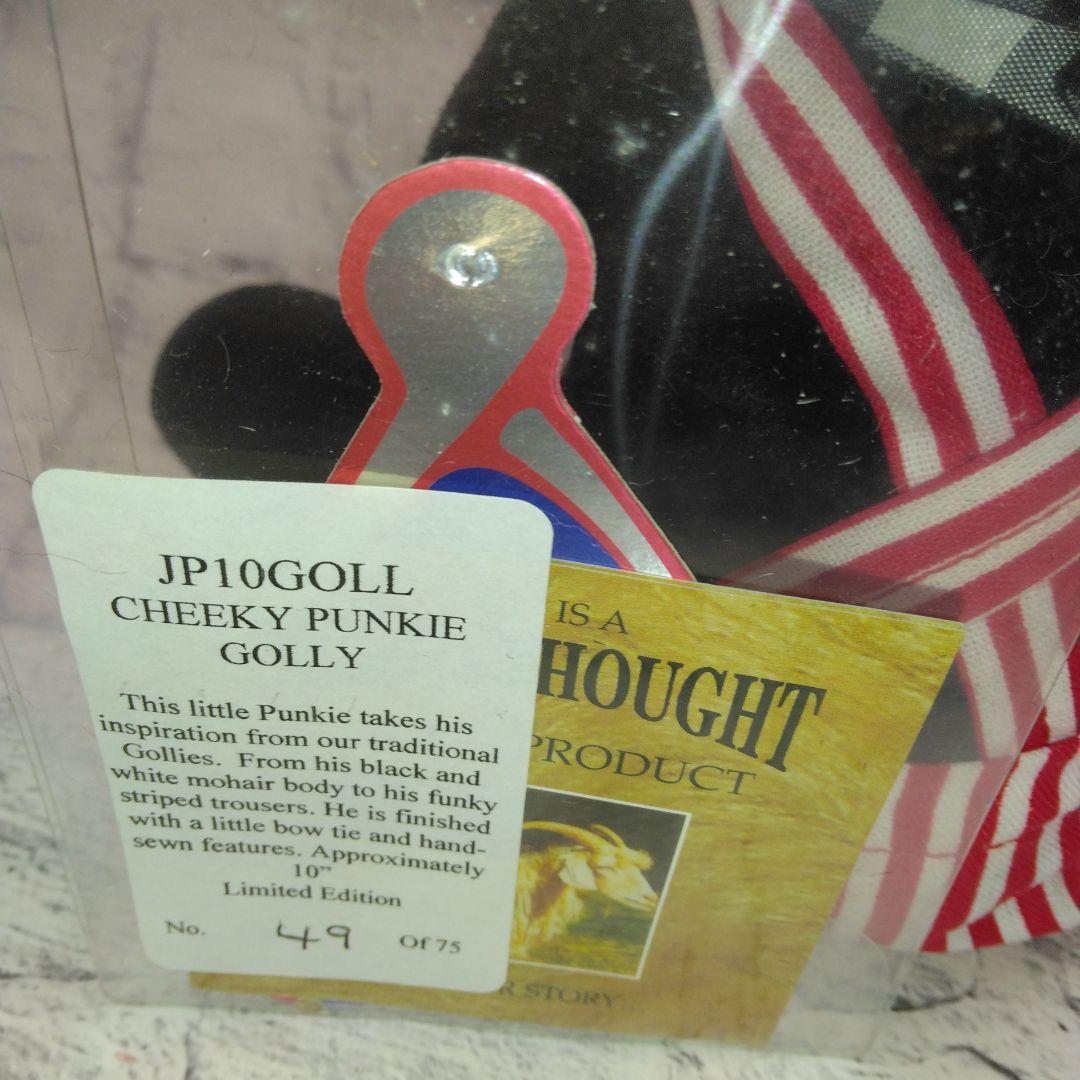 JP10GOLL
CHEEKY PUNKIE
GOLLY
This little Punkie takes his
inspiration from our traditional
Gollies. From his black and
white mohair body to his funky
striped trousers. He is finished
with a little bow tie and hand-
sewn features. Approximately
10"
Limited Edition
No. 49 Of 75
IS A
HOUGHT
PRODUCT
R STORY...